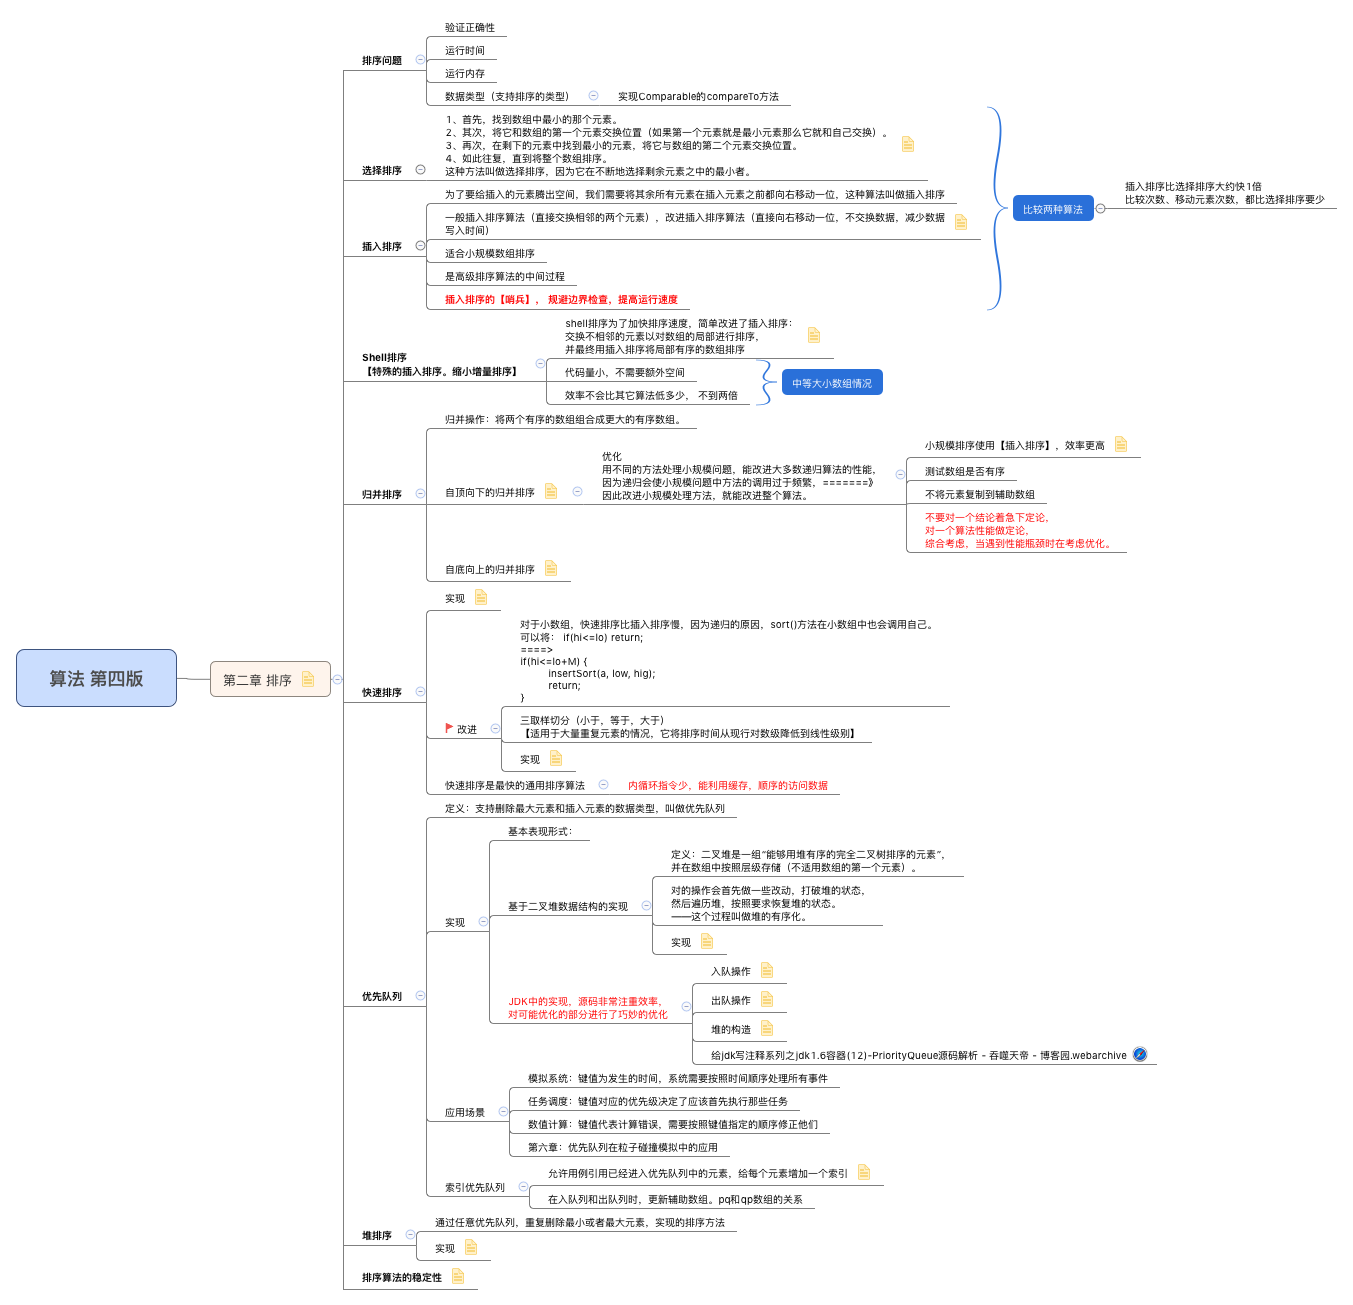 算法 第四版
第二章 排序
排序问题
验证正确性
运行时间
运行内存
数据类型（支持排序的类型）
实现Comparable的compareTo方法
选择排序
1、首先，找到数组中最小的那个元素。
2、其次，将它和数组的第一个元素交换位置（如果第一个元素就是最小元素那么它就和自己交换）。
3、再次，在剩下的元素中找到最小的元素，将它与数组的第二个元素交换位置。
4、如此往复，直到将整个数组排序。
这种方法叫做选择排序，因为它在不断地选择剩余元素之中的最小者。
插入排序
为了要给插入的元素腾出空间，我们需要将其余所有元素在插入元素之前都向右移动一位，这种算法叫做插入排序
一般插入排序算法（直接交换相邻的两个元素），改进插入排序算法（直接向右移动一位，不交换数据，减少数据
写入时间）
适合小规模数组排序
是高级排序算法的中间过程
插入排序的【哨兵】， 规避边界检查，提高运行速度
比较两种算法
插入排序比选择排序大约快1倍
比较次数、移动元素次数，都比选择排序要少
Shell排序
【特殊的插入排序。缩小增量排序】
shell排序为了加快排序速度，简单改进了插入排序：
交换不相邻的元素以对数组的局部进行排序，
并最终用插入排序将局部有序的数组排序
代码量小，不需要额外空间
效率不会比其它算法低多少， 不到两倍
中等大小数组情况
归并排序
归并操作：将两个有序的数组组合成更大的有序数组。
自顶向下的归并排序
优化
用不同的方法处理小规模问题，能改进大多数递归算法的性能，
因为递归会使小规模问题中方法的调用过于频繁，=======》
因此改进小规模处理方法，就能改进整个算法。
小规模排序使用【插入排序】，效率更高
测试数组是否有序
不将元素复制到辅助数组
不要对一个结论着急下定论，
对一个算法性能做定论，
综合考虑，当遇到性能瓶颈时在考虑优化。
自底向上的归并排序
快速排序
实现
改进
对于小数组，快速排序比插入排序慢，因为递归的原因，sort()方法在小数组中也会调用自己。
可以将： if(hi<=lo) return;
====>
if(hi<=lo+M) {
insertSort(a, low, hig);
return;
}
三取样切分（小于，等于，大于）
【适用于大量重复元素的情况，它将排序时间从现行对数级降低到线性级别】
实现
快速排序是最快的通用排序算法
内循环指令少，能利用缓存，顺序的访问数据
优先队列
定义：支持删除最大元素和插入元素的数据类型，叫做优先队列
实现
基本表现形式：
基于二叉堆数据结构的实现
定义：二叉堆是一组“能够用堆有序的完全二叉树排序的元素”，
并在数组中按照层级存储（不适用数组的第一个元素）。
对的操作会首先做一些改动，打破堆的状态，
然后遍历堆，按照要求恢复堆的状态。
——这个过程叫做堆的有序化。
实现
JDK中的实现，源码非常注重效率，
对可能优化的部分进行了巧妙的优化
入队操作
出队操作
堆的构造
给jdk写注释系列之jdk1.6容器(12)-PriorityQueue源码解析 - 吞噬天帝 - 博客园.webarchive
应用场景
模拟系统：键值为发生的时间，系统需要按照时间顺序处理所有事件
任务调度：键值对应的优先级决定了应该首先执行那些任务
数值计算：键值代表计算错误，需要按照键值指定的顺序修正他们
第六章：优先队列在粒子碰撞模拟中的应用
索引优先队列
允许用例引用已经进入优先队列中的元素，给每个元素增加一个索引
在入队列和出队列时，更新辅助数组。pq和qp数组的关系
堆排序
通过任意优先队列，重复删除最小或者最大元素，实现的排序方法
实现
排序算法的稳定性